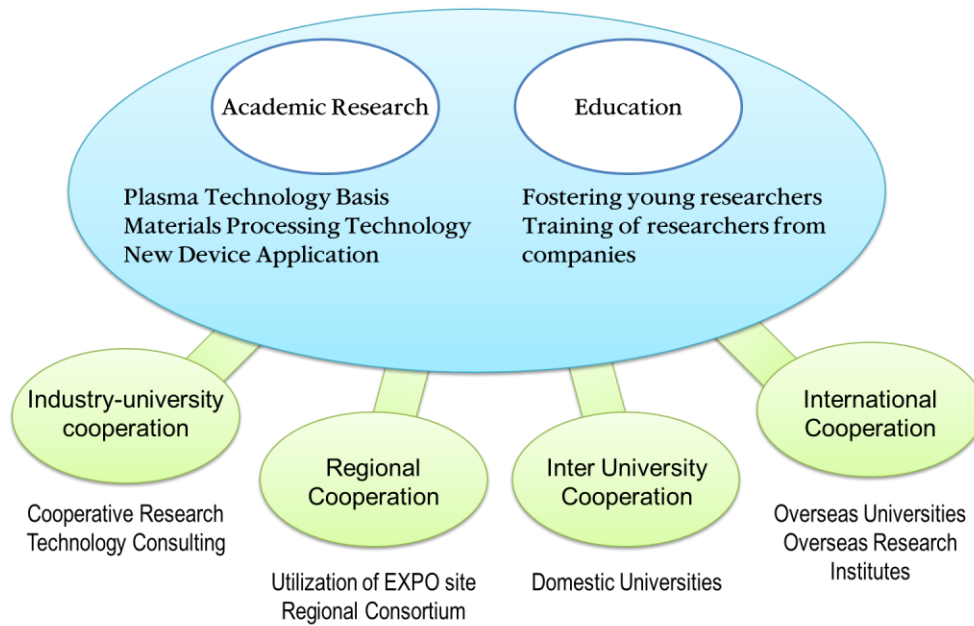 Academic Research
Education
Plasma Technology Basis
Materials Processing Technology
New Device Application
Fostering young researchers
Training of researchers from
companies
Industry-university
cooperation
Cooperative Research
Technology Consulting
Regional
Cooperation
Utilization of EXPO site
Regional Consortium
Inter University
Cooperation
Domestic Universities
International
Cooperation
Overseas Universities
Overseas Research
Institutes